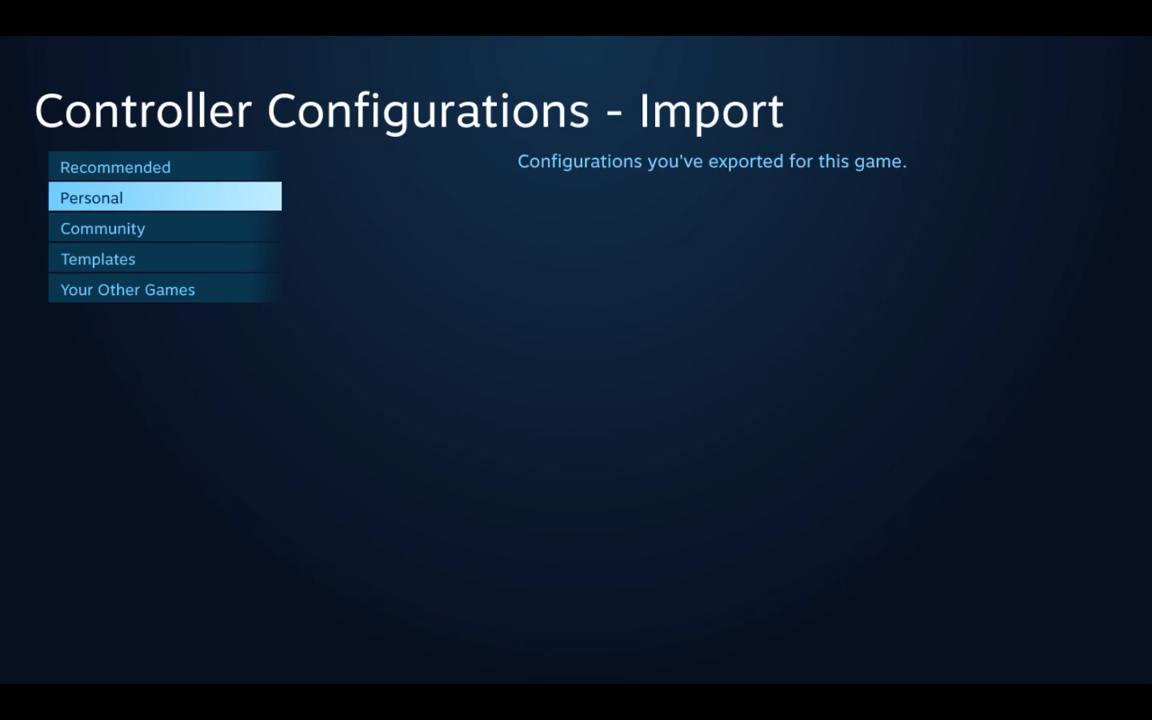 Controller Configurations - Import
Recommended
Personal
Community
Templates
Your Other Games
Configurations you've exported for this game.